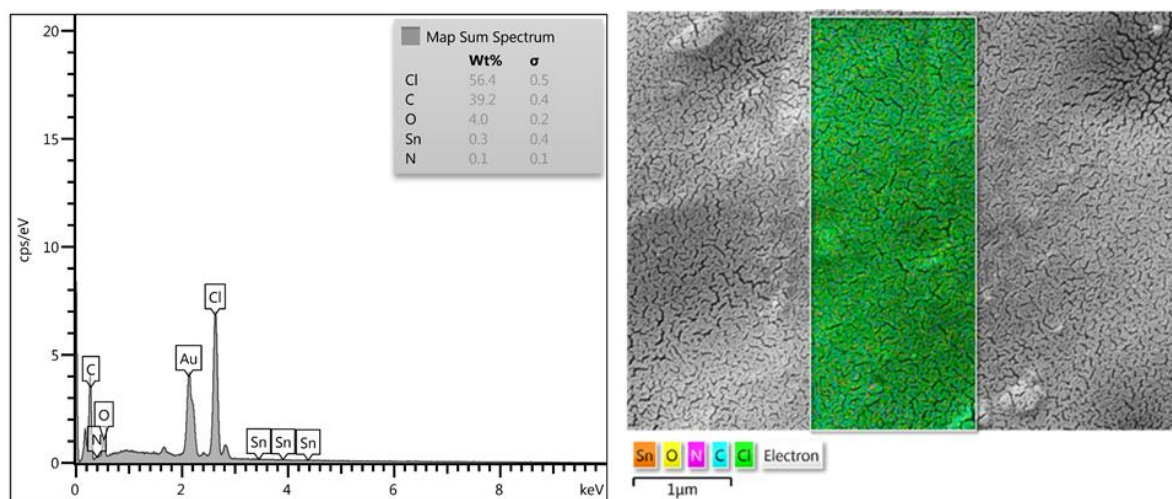 Map Sum Spectrum
Wt% σ
Cl 56.4 0.5
C 39.2 0.4
O 4.0 0.2
Sn 0.3 0.4
N 0.1 0.1
cps/eV
20
15
10
5
0
C
N
O
Au
Cl
Sn Sn Sn
0 2 4 6 8 keV
Sn O N C Cl Electron
1μm